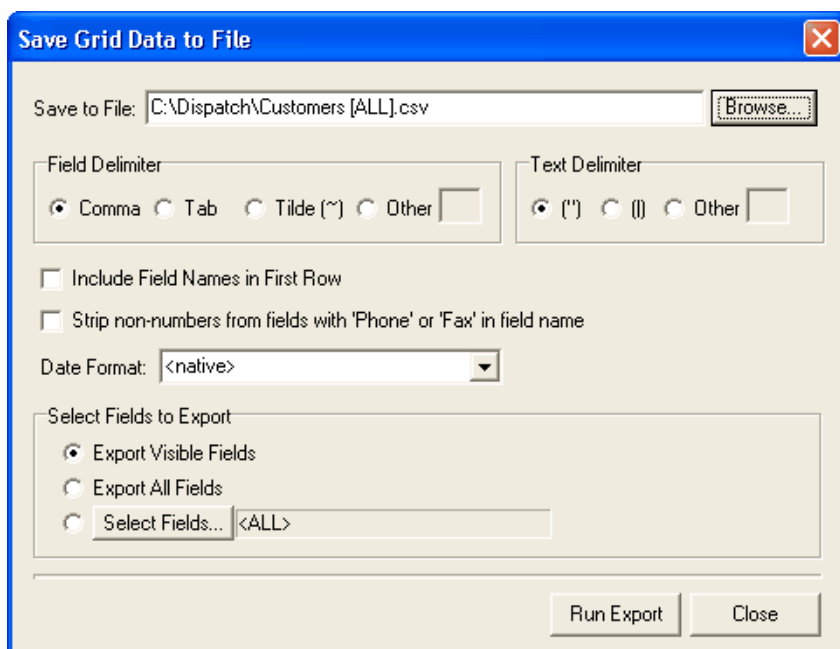 Save Grid Data to File
Save to File: C:\Dispatch\Customers [ALL].csv Browse...
Field Delimiter Text Delimiter
Comma Tab Tilde (~) Other (") (|) Other
Include Field Names in First Row
Strip non-numbers from fields with 'Phone' or 'Fax' in field name
Date Format: <native>
Select Fields to Export
Export Visible Fields
Export All Fields
Select Fields... <ALL>
Run Export Close